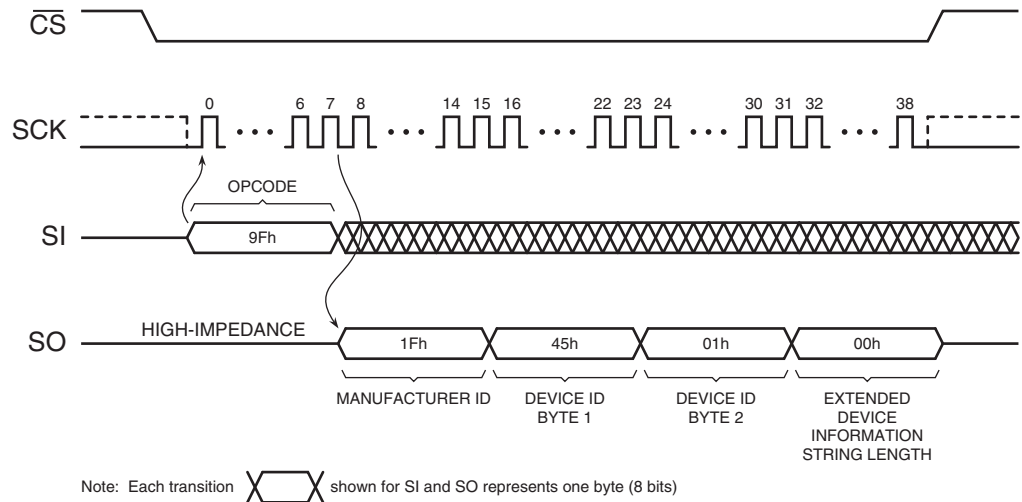 CS
0 6 7 8 14 15 16 22 23 24 30 31 32 38
SCK
OPCODE
SI 9Fh
HIGH-IMPEDANCE
SO 1Fh 45h 01h 00h
MANUFACTURER ID DEVICE ID DEVICE ID EXTENDED
BYTE 1 BYTE 2 DEVICE
INFORMATION
STRING LENGTH
Note: Each transition shown for SI and SO represents one byte (8 bits)